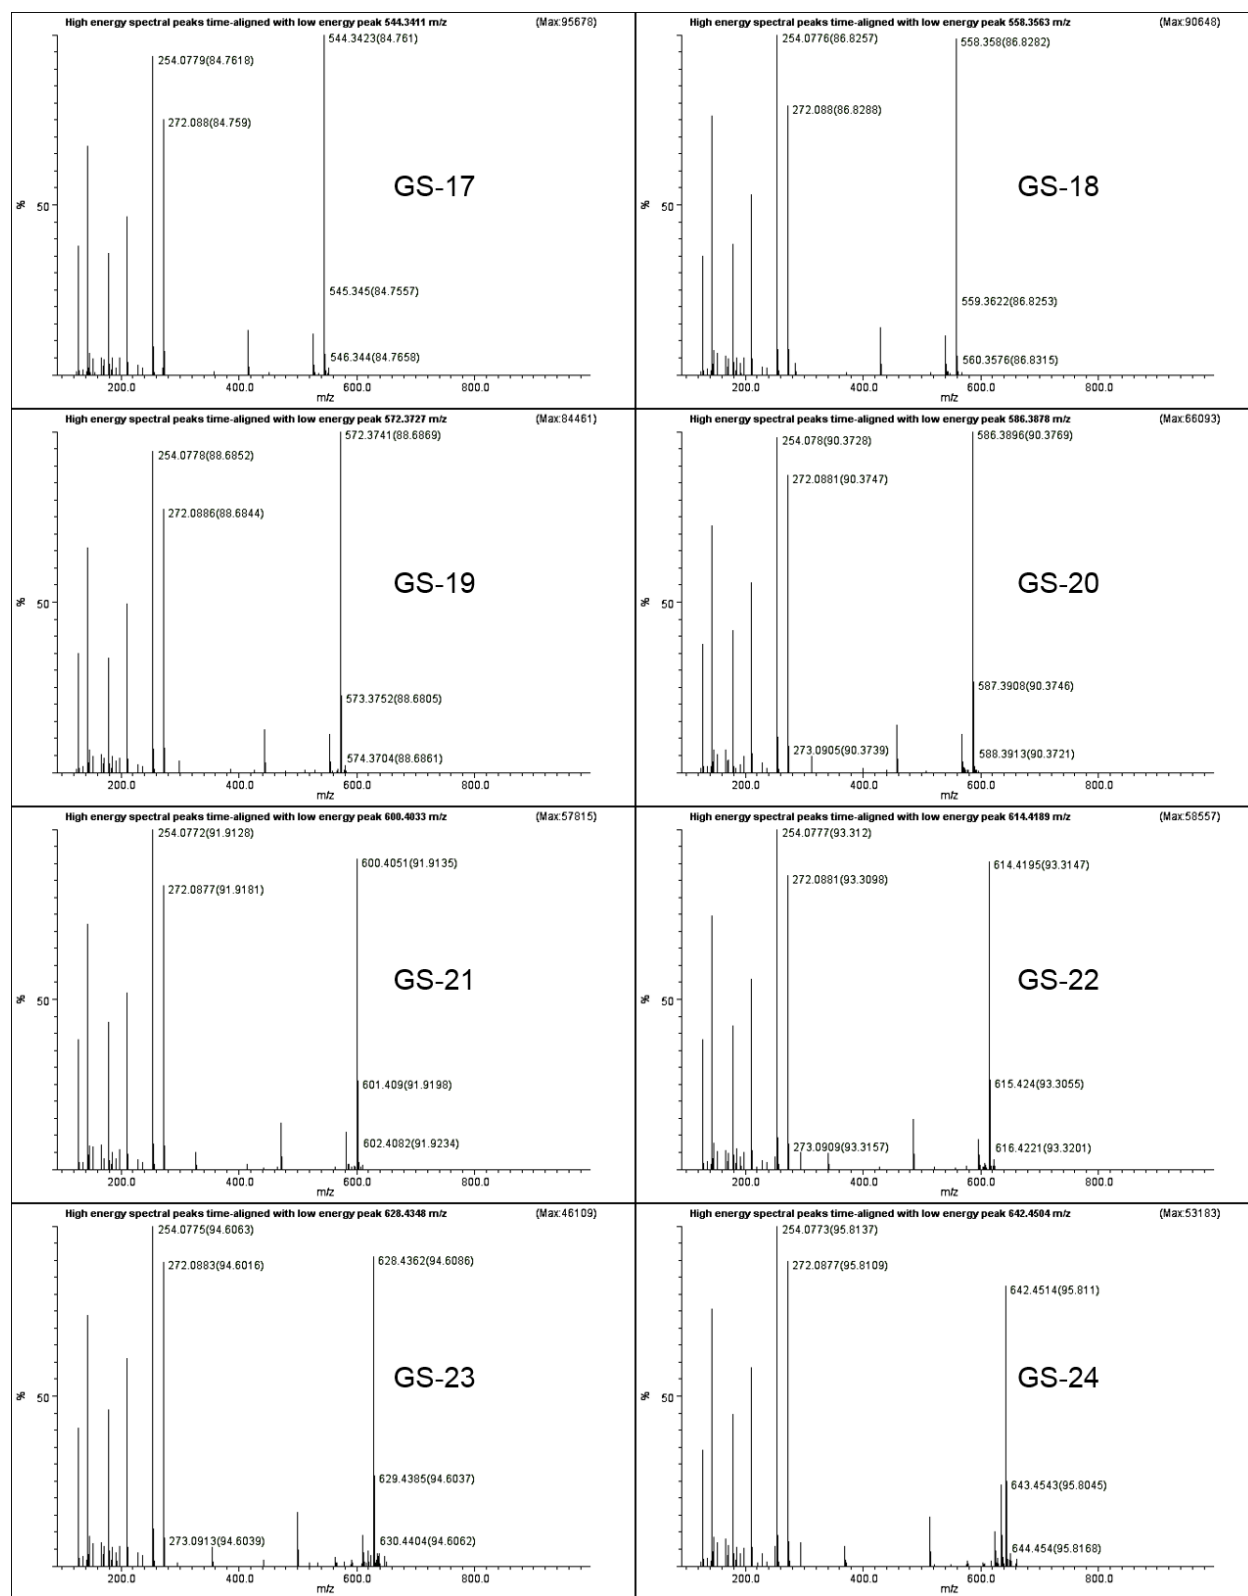 High energy spectral peaks time-aligned with low energy peak 544.3411 m/z (Max:95678)
544.3423(84.761)
254.0779(84.7618)
272.088(84.759)
GS-17
% 50
545.345(84.7557)
546.344(84.7658)
200.0 400.0 600.0 800.0
m/z
High energy spectral peaks time-aligned with low energy peak 558.3563 m/z (Max:90648)
254.0776(86.8257) 558.358(86.8282)
272.088(86.8288)
GS-18
% 50
559.3622(86.8253)
560.3576(86.8315)
200.0 400.0 600.0 800.0
m/z
High energy spectral peaks time-aligned with low energy peak 572.3727 m/z (Max:84461)
572.3741(88.6869)
254.0778(88.6852)
272.0886(88.6844)
GS-19
% 50
573.3752(88.6805)
574.3704(88.6861)
200.0 400.0 600.0 800.0
m/z
High energy spectral peaks time-aligned with low energy peak 586.3878 m/z (Max:66093)
586.3896(90.3769)
254.078(90.3728)
272.0881(90.3747)
GS-20
% 50
587.3908(90.3746)
273.0905(90.3739) 588.3913(90.3721)
200.0 400.0 600.0 800.0
m/z
High energy spectral peaks time-aligned with low energy peak 600.4033 m/z (Max:57815)
254.0772(91.9128)
600.4051(91.9135)
272.0877(91.9181)
GS-21
% 50
601.409(91.9198)
602.4082(91.9234)
200.0 400.0 600.0 800.0
m/z
High energy spectral peaks time-aligned with low energy peak 614.4189 m/z (Max:58557)
254.0777(93.312)
614.4195(93.3147)
272.0881(93.3098)
GS-22
% 50
615.424(93.3055)
273.0909(93.3157) 616.4221(93.3201)
200.0 400.0 600.0 800.0
m/z
High energy spectral peaks time-aligned with low energy peak 628.4348 m/z (Max:46109)
254.0775(94.6063)
628.4362(94.6086)
272.0883(94.6016)
GS-23
% 50
629.4385(94.6037)
273.0913(94.6039) 630.4404(94.6062)
200.0 400.0 600.0 800.0
m/z
High energy spectral peaks time-aligned with low energy peak 642.4504 m/z (Max:53183)
254.0773(95.8137)
272.0877(95.8109)
642.4514(95.811)
GS-24
% 50
643.4543(95.8045)
644.454(95.8168)
200.0 400.0 600.0 800.0
m/z